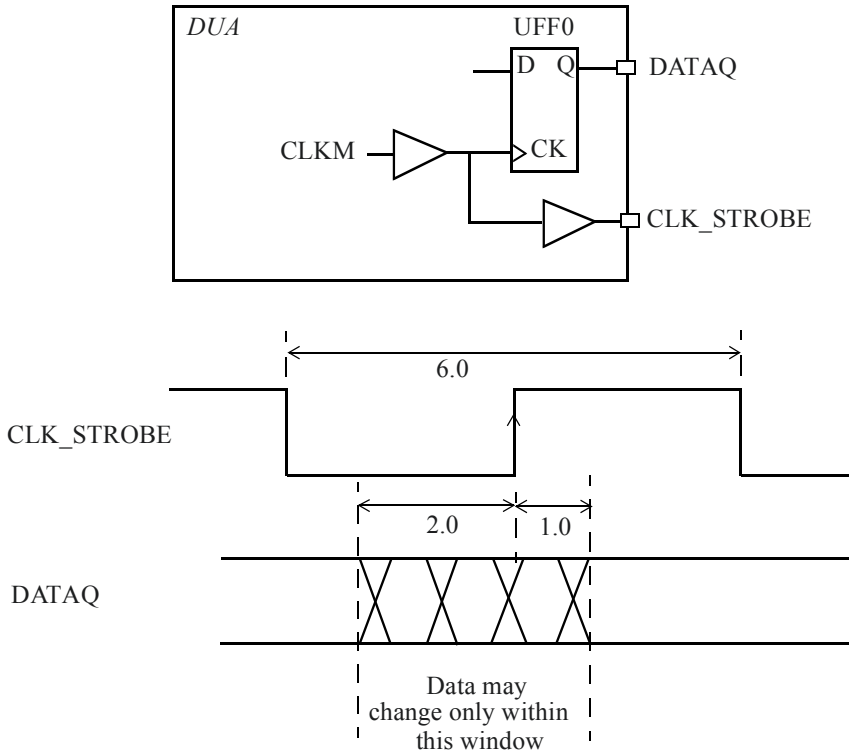 DUA
UFF0
D Q
DATAQ
CLKM
CK
CLK_STROBE
6.0
CLK_STROBE
2.0
1.0
DATAQ
Data may
change only within
this window